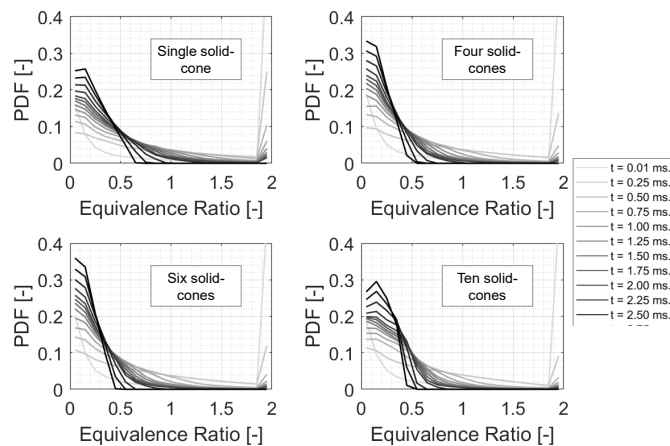 0.4
0.3
0.2
0.1
0
PDF [-]
Single solid-
cone
0 0.5 1 1.5 2
Equivalence Ratio [-]
0.4
0.3
0.2
0.1
0
PDF [-]
Four solid-
cones
0 0.5 1 1.5 2
Equivalence Ratio [-]
0.4
0.3
0.2
0.1
0
PDF [-]
Six solid-
cones
0 0.5 1 1.5 2
Equivalence Ratio [-]
0.4
0.3
0.2
0.1
0
PDF [-]
Ten solid-
cones
0 0.5 1 1.5 2
Equivalence Ratio [-]
t = 0.01 ms.
t = 0.25 ms.
t = 0.50 ms.
t = 0.75 ms.
t = 1.00 ms.
t = 1.25 ms.
t = 1.50 ms.
t = 1.75 ms.
t = 2.00 ms.
t = 2.25 ms.
t = 2.50 ms.